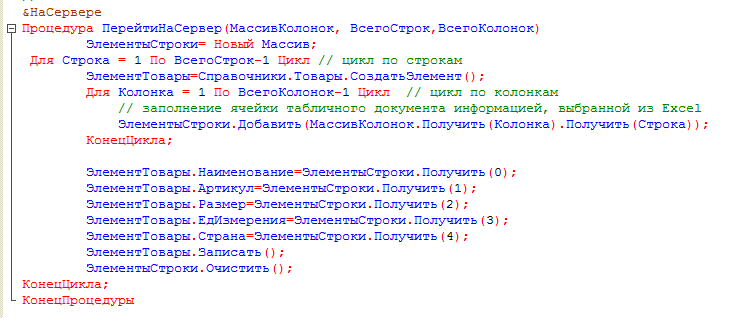 &НаСервере
Процедура ПерейтиНаСервер(МассивКолонок, ВсегоСтрок,ВсегоКолонок)
ЭлементыСтроки= Новый Массив;
Для Строка = 1 По ВсегоСтрок-1 Цикл // цикл по строкам
ЭлементТовары=Справочники.Товары.СоздатьЭлемент();
Для Колонка = 1 По ВсегоКолонок-1 Цикл // цикл по колонкам
// заполнение ячейки табличного документа информацией, выбранной из Excel
ЭлементыСтроки.Добавить(МассивКолонок.Получить(Колонка).Получить(Строка));
КонецЦикла;
ЭлементТовары.Наименование=ЭлементыСтроки.Получить(0);
ЭлементТовары.Артикул=ЭлементыСтроки.Получить(1);
ЭлементТовары.Размер=ЭлементыСтроки.Получить(2);
ЭлементТовары.ЕдИзмерения=ЭлементыСтроки.Получить(3);
ЭлементТовары.Страна=ЭлементыСтроки.Получить(4);
ЭлементТовары.Записать();
ЭлементыСтроки.Очистить();
КонецЦикла;
КонецПроцедуры